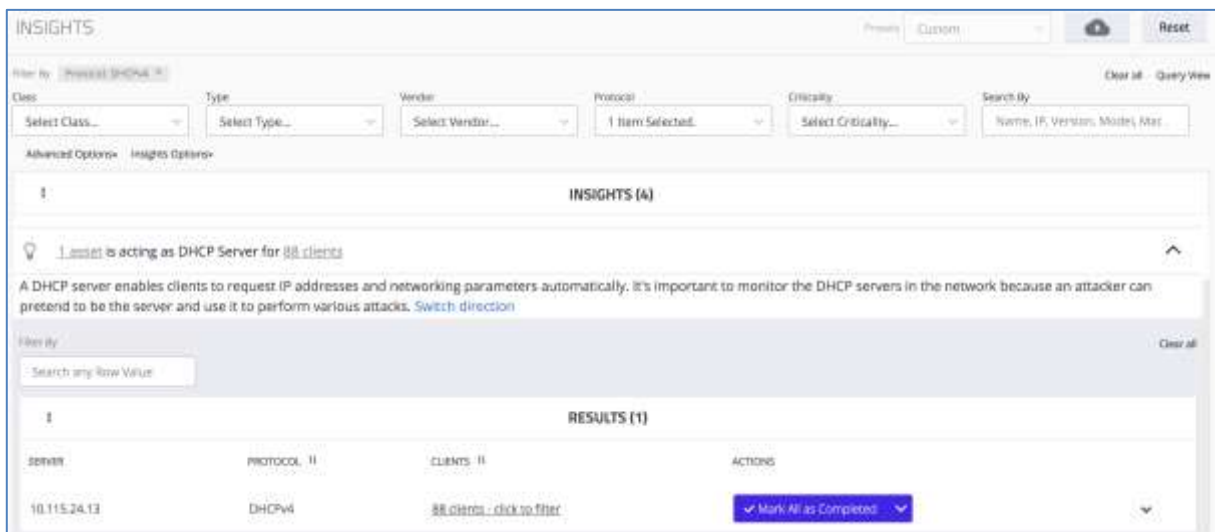 INSIGHTS
Presets Custom Reset
Filter By Protocol: DHCPv4 × Clear all Query View
Class Type Vendor Protocol Criticality Search By
Select Class... Select Type... Select Vendor... 1 Item Selected. Select Criticality... Name, IP, Version, Model, Mac...
Advanced Options Insights Options
INSIGHTS (4)
1 asset is acting as DHCP Server for 88 clients
A DHCP server enables clients to request IP addresses and networking parameters automatically. It's important to monitor the DHCP servers in the network because an attacker can
pretend to be the server and use it to perform various attacks. Switch direction
Filter By Clear all
Search any Row Value
RESULTS (1)
SERVER PROTOCOL CLIENTS ACTIONS
10.115.24.13 DHCPv4 88 clients - click to filter Mark All as Completed